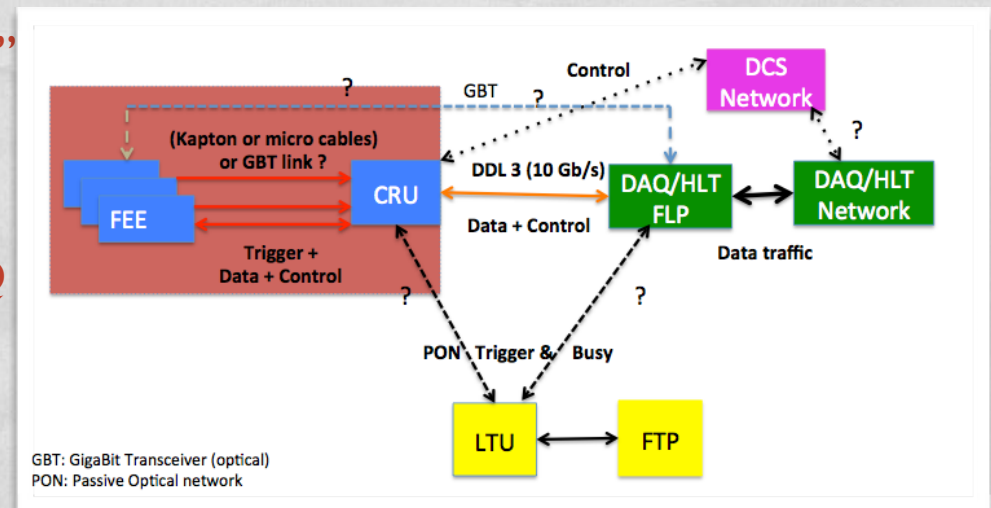 ”
Q
DCS
Network
Control
?
GBT
?
?
(Kapton or micro cables)
or GBT link ?
FEE
CRU
DDL 3 (10 Gb/s)
Data + Control
DAQ/HLT
FLP
DAQ/HLT
Network
Data traffic
Trigger +
Data + Control
?
?
PON Trigger & Busy
LTU
FTP
GBT: GigaBit Transceiver (optical)
PON: Passive Optical network